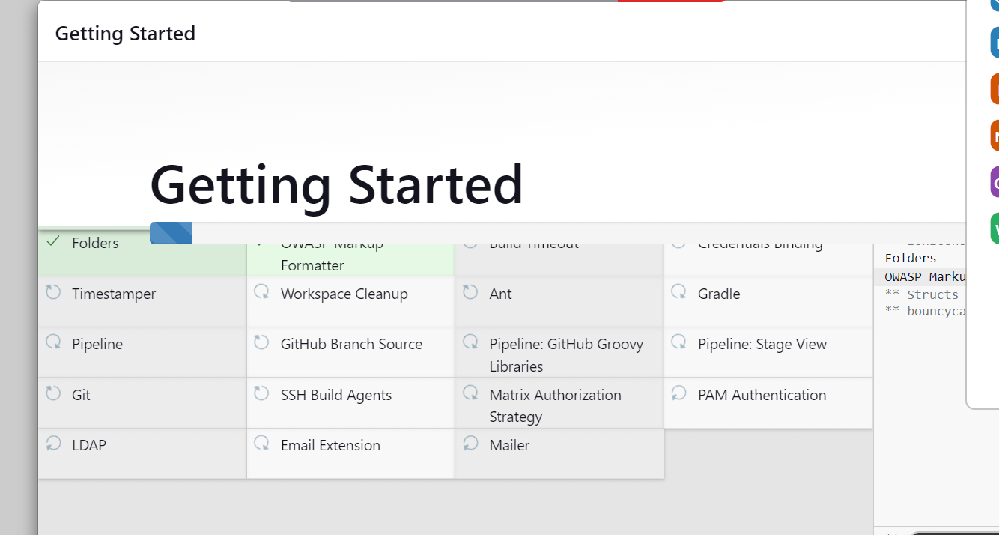 Getting Started
Getting Started
Folders
OWASP Markup
Formatter
Build Timeout
Credentials Binding
Timestamper
Workspace Cleanup
Ant
Gradle
Pipeline
GitHub Branch Source
Pipeline: GitHub Groovy
Libraries
Pipeline: Stage View
Git
SSH Build Agents
Matrix Authorization
Strategy
PAM Authentication
LDAP
Email Extension
Mailer
Folders
OWASP Marku
** Structs
** bouncyca